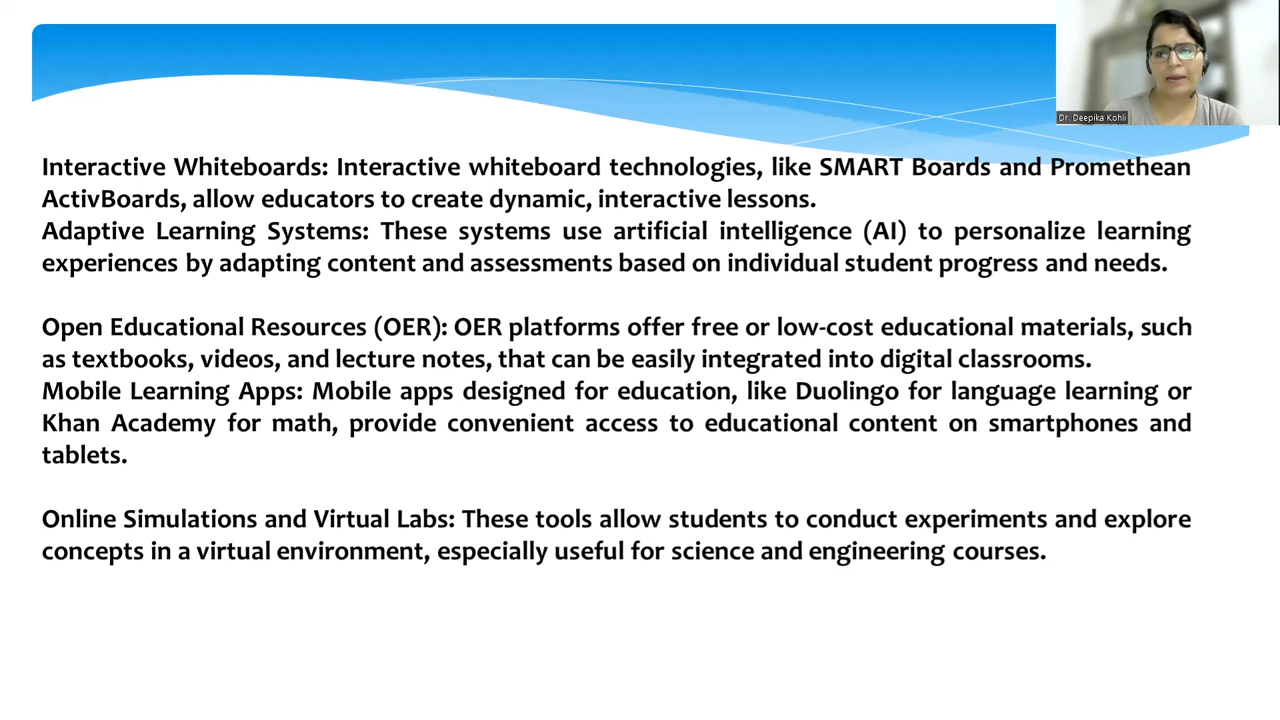 Dr. Deepika Kohli
Interactive Whiteboards: Interactive whiteboard technologies, like SMART Boards and Promethean
ActivBoards, allow educators to create dynamic, interactive lessons.
Adaptive Learning Systems: These systems use artificial intelligence (AI) to personalize learning
experiences by adapting content and assessments based on individual student progress and needs.
Open Educational Resources (OER): OER platforms offer free or low-cost educational materials, such
as textbooks, videos, and lecture notes, that can be easily integrated into digital classrooms.
Mobile Learning Apps: Mobile apps designed for education, like Duolingo for language learning or
Khan Academy for math, provide convenient access to educational content on smartphones and
tablets.
Online Simulations and Virtual Labs: These tools allow students to conduct experiments and explore
concepts in a virtual environment, especially useful for science and engineering courses.